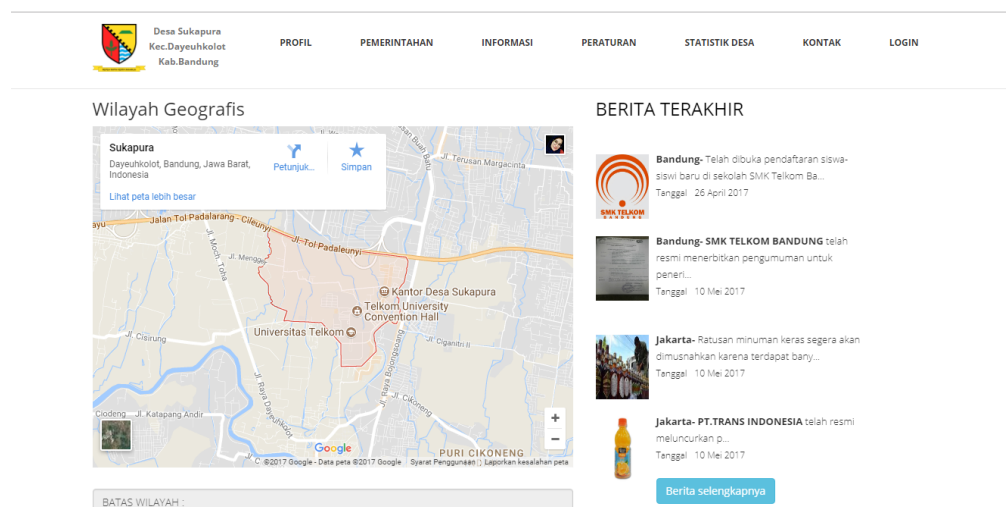 Desa Sukapura
Kec.Dayeuhkolot
Kab.Bandung
PROFIL
PEMERINTAHAN
INFORMASI
PERATURAN
STATISTIK DESA
KONTAK
LOGIN
Wilayah Geografis
Sukapura
Dayeuhkolot, Bandung, Jawa Barat,
Indonesia
Lihat peta lebih besar
Petunjuk...
Simpan
Jl. Terusan Margacinta
Jalan Tol Padalarang - Cileunyi
Jl. Tol Padaleunyi
Jl. Moch. Toha
Jl. Mengger
Kantor Desa Sukapura
Telkom University
Convention Hall
Universitas Telkom
Jl. Ciganitri II
Jl. Cisirung
Jl. Raya Bojongsoang
Jl. Cikoneng
Jl. Raya Dayeuhkolot
Ciodeng
Jl. Katapang Andir
PURI CIKONENG
+
−
Google
©2017 Google - Data peta ©2017 Google
Syarat Penggunaan
Laporkan kesalahan peta
BATAS WILAYAH :
BERITA TERAKHIR
SMK TELKOM
BANDUNG
Bandung- Telah dibuka pendaftaran siswa-
siswi baru di sekolah SMK Telkom Ba...
Tanggal 26 April 2017
Bandung- SMK TELKOM BANDUNG telah
resmi menerbitkan pengumuman untuk
peneri...
Tanggal 10 Mei 2017
Jakarta- Ratusan minuman keras segera akan
dimusnahkan karena terdapat bany...
Tanggal 10 Mei 2017
Jakarta- PT.TRANS INDONESIA telah resmi
meluncurkan p...
Tanggal 10 Mei 2017
Berita selengkapnya